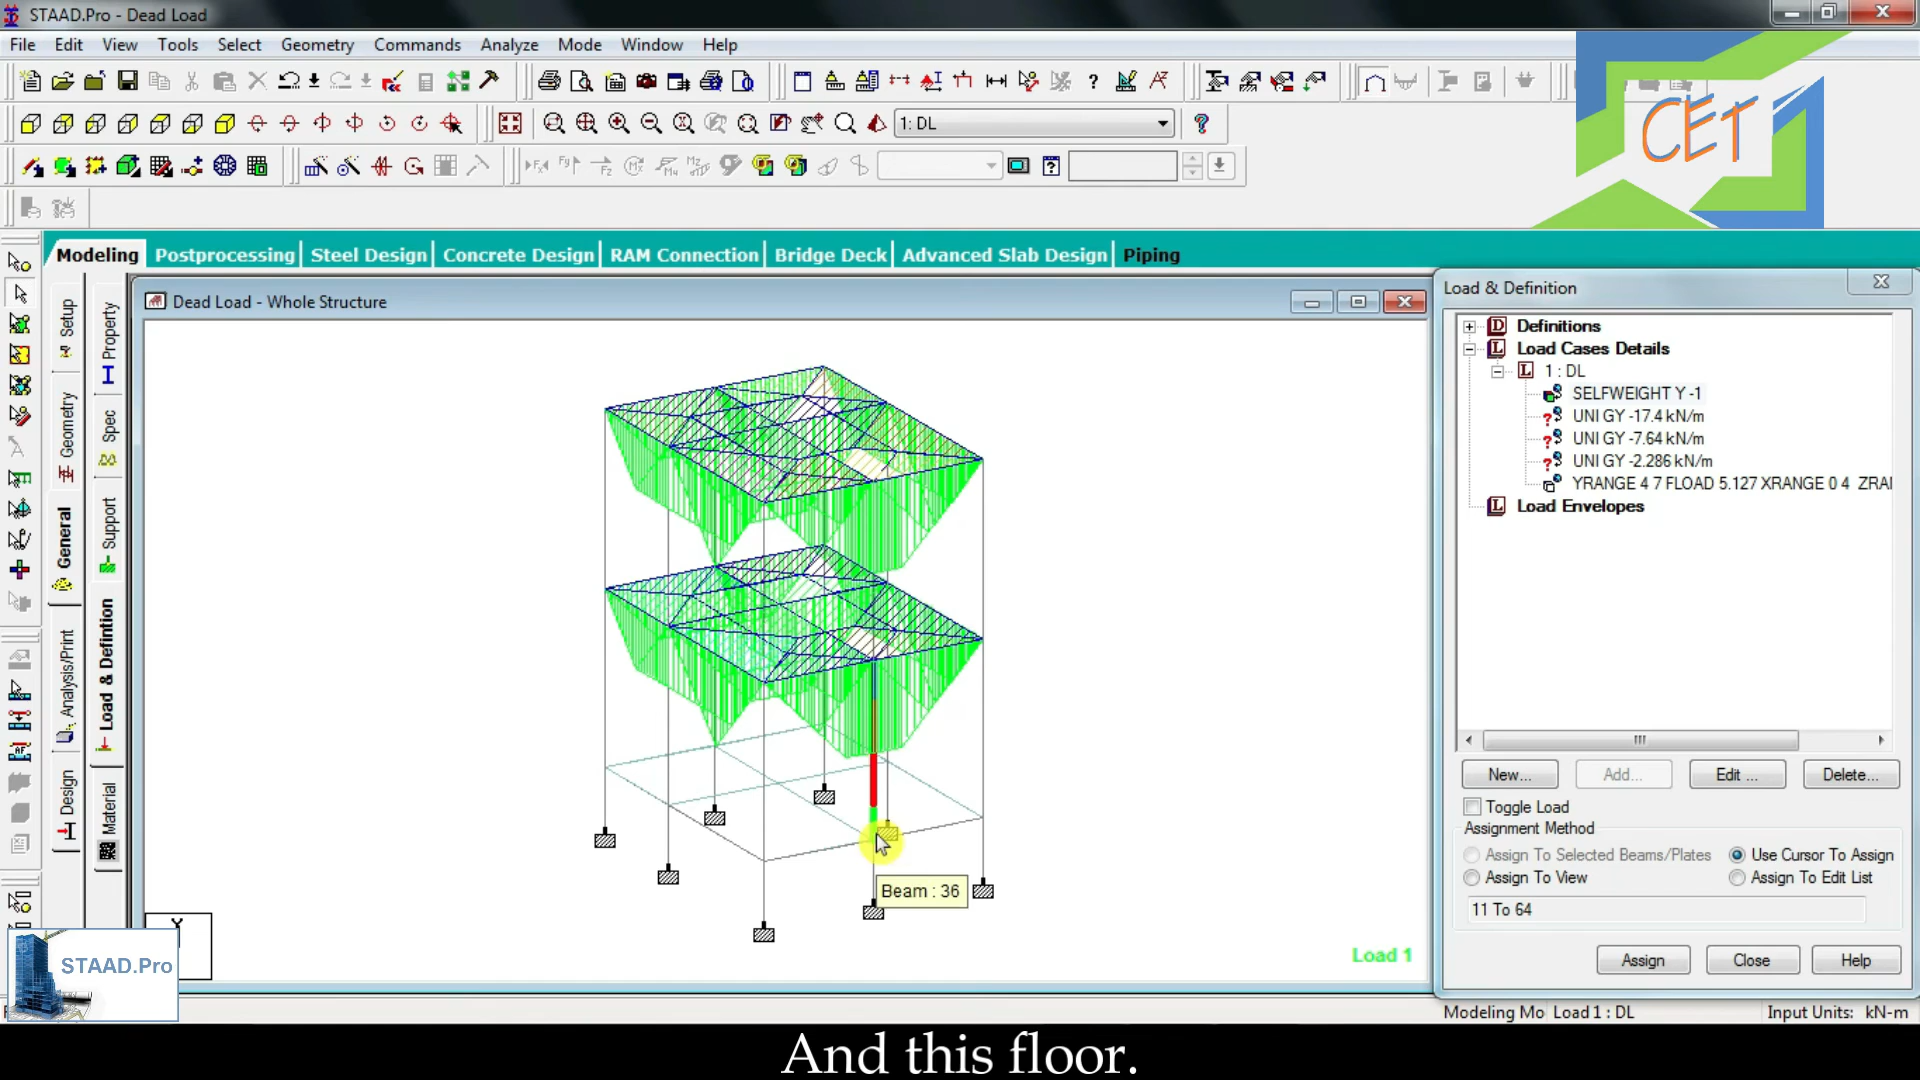 STAAD.Pro - Dead Load
File Edit View Tools Select Geometry Commands Analyze Mode Window Help
1: DL
CET
Modeling Postprocessing Steel Design Concrete Design RAM Connection Bridge Deck Advanced Slab Design Piping
Setup
Geometry
General
Analysis/Print
Design
Property
Spec
Support
Load & Definition
Material
Dead Load - Whole Structure
Beam : 36
Load 1
Y
STAAD.Pro
Load & Definition
Definitions
Load Cases Details
1 : DL
SELFWEIGHT Y -1
UNI GY -17.4 kN/m
UNI GY -7.64 kN/m
UNI GY -2.286 kN/m
YRANGE 4 7 FLOAD 5.127 XRANGE 0 4 ZRAI
Load Envelopes
New... Add... Edit ... Delete...
Toggle Load
Assignment Method
Assign To Selected Beams/Plates Use Cursor To Assign
Assign To View Assign To Edit List
11 To 64
Assign Close Help
Modeling Mo Load 1 : DL Input Units: kN-m
And this floor.